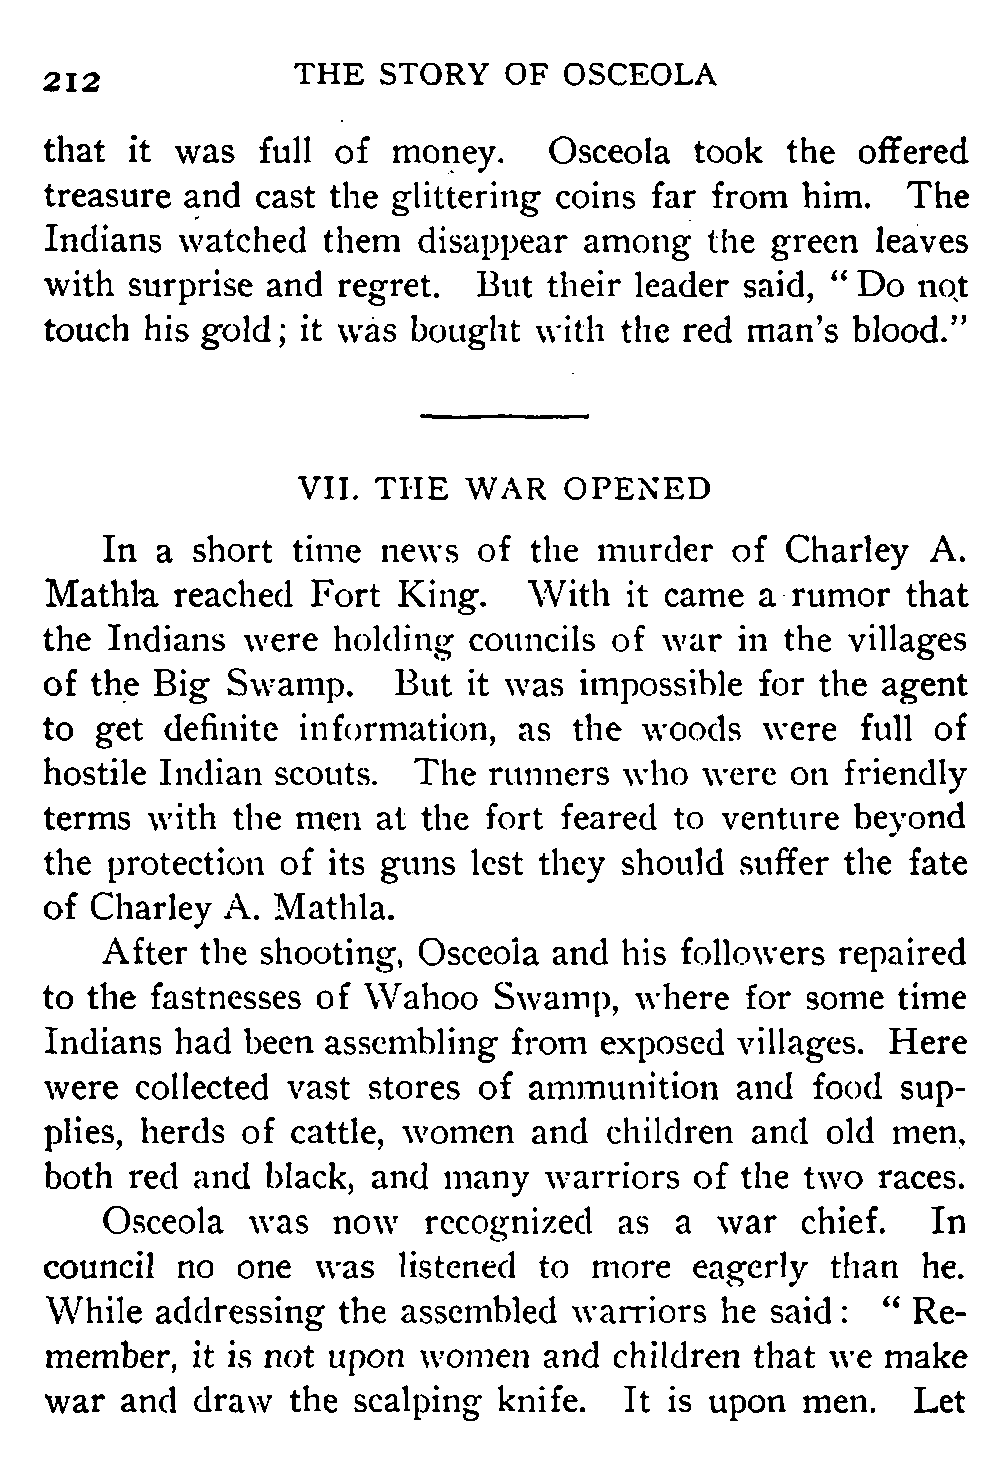 212 THE STORY OF OSCEOLA
that it was full of money. Osceola took the offered
treasure and cast the glittering coins far from him. The
Indians watched them disappear among the green leaves
with surprise and regret. But their leader said, “ Do not
touch his gold; it was bought with the red man's blood.”
VII. THE WAR OPENED
In a short time news of the murder of Charley A.
Mathla reached Fort King. With it came a rumor that
the Indians were holding councils of war in the villages
of the Big Swamp. But it was impossible for the agent
to get definite information, as the woods were full of
hostile Indian scouts. The runners who were on friendly
terms with the men at the fort feared to venture beyond
the protection of its guns lest they should suffer the fate
of Charley A. Mathla.
After the shooting, Osceola and his followers repaired
to the fastnesses of Wahoo Swamp, where for some time
Indians had been assembling from exposed villages. Here
were collected vast stores of ammunition and food sup-
plies, herds of cattle, women and children and old men,
both red and black, and many warriors of the two races.
Osceola was now recognized as a war chief. In
council no one was listened to more eagerly than he.
While addressing the assembled warriors he said: “ Re-
member, it is not upon women and children that we make
war and draw the scalping knife. It is upon men. Let